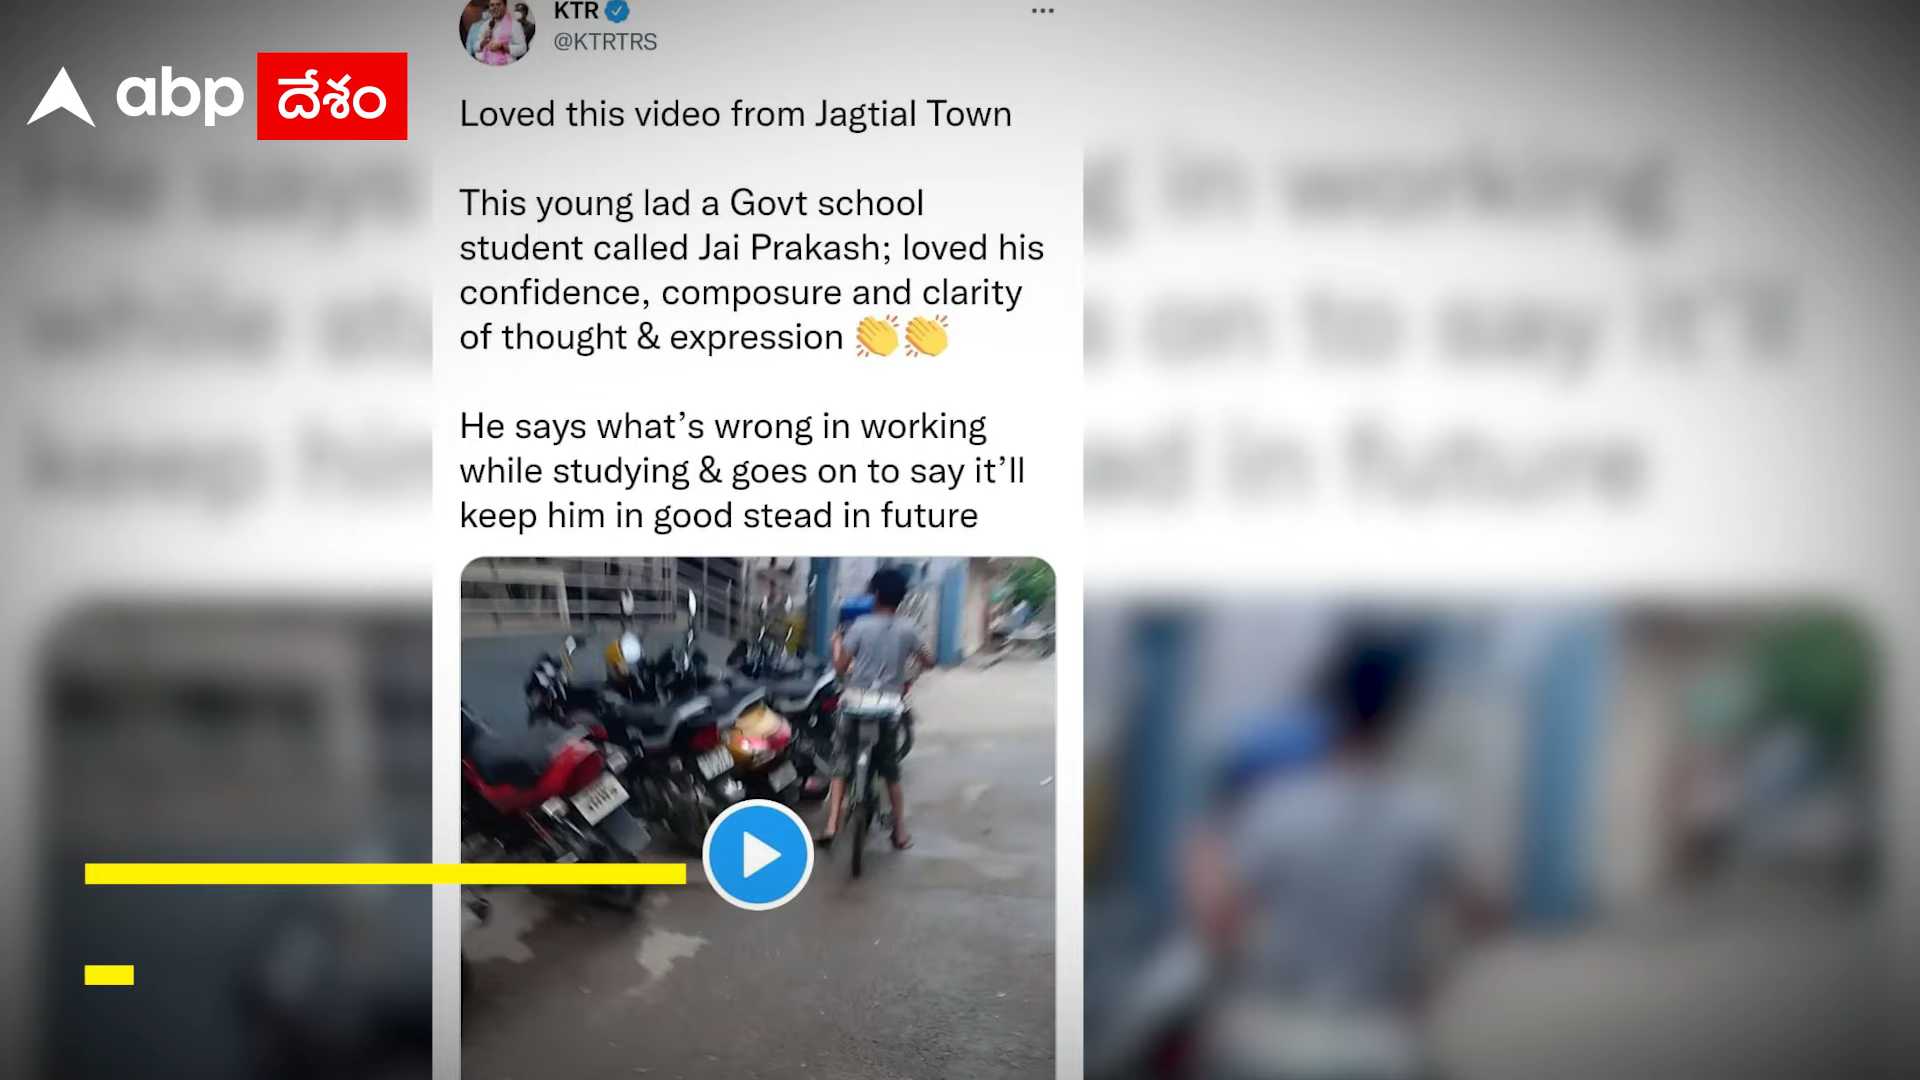 abp దేశం
KTR
@KTRTRS
Loved this video from Jagtial Town
This young lad a Govt school
student called Jai Prakash; loved his
confidence, composure and clarity
of thought & expression 👏👏
He says what’s wrong in working
while studying & goes on to say it’ll
keep him in good stead in future